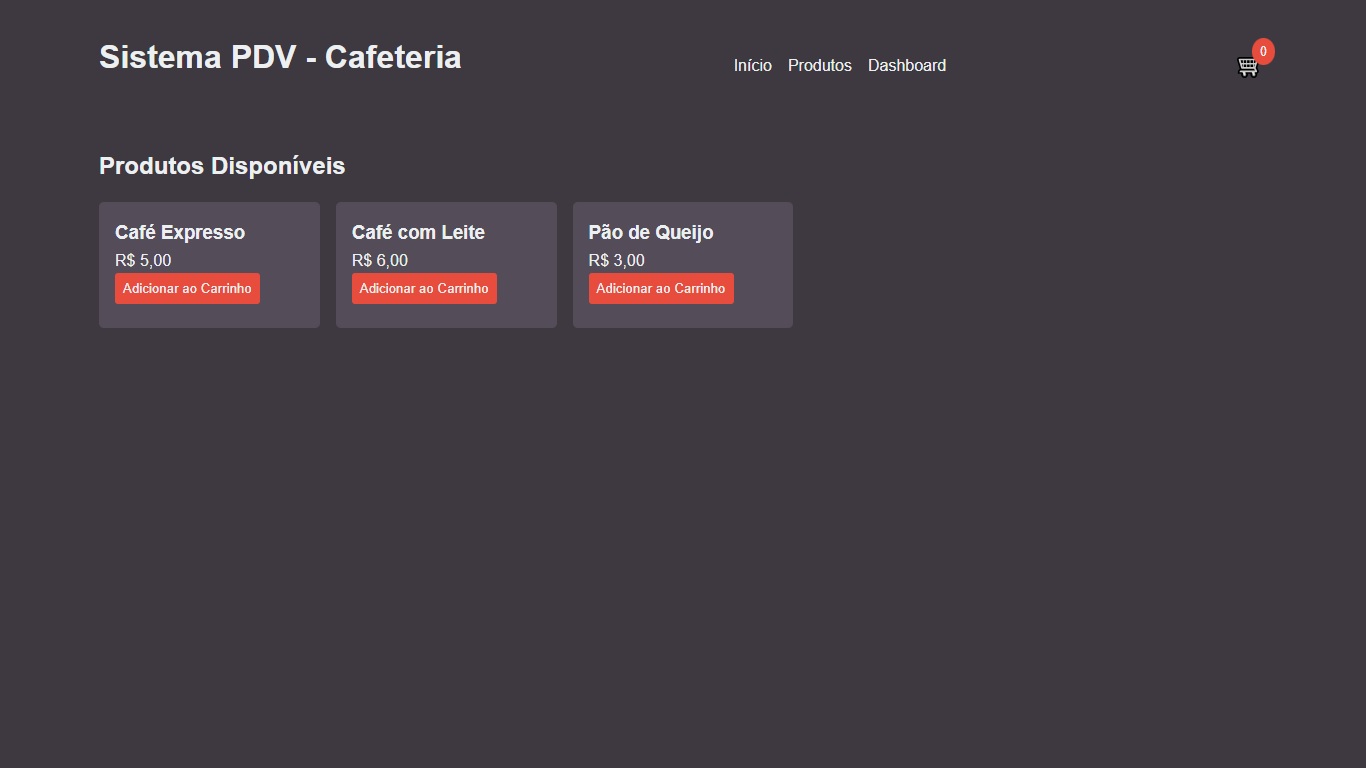 Sistema PDV - Cafeteria
Início Produtos Dashboard
0
Produtos Disponíveis
Café Expresso
R$ 5,00
Adicionar ao Carrinho
Café com Leite
R$ 6,00
Adicionar ao Carrinho
Pão de Queijo
R$ 3,00
Adicionar ao Carrinho